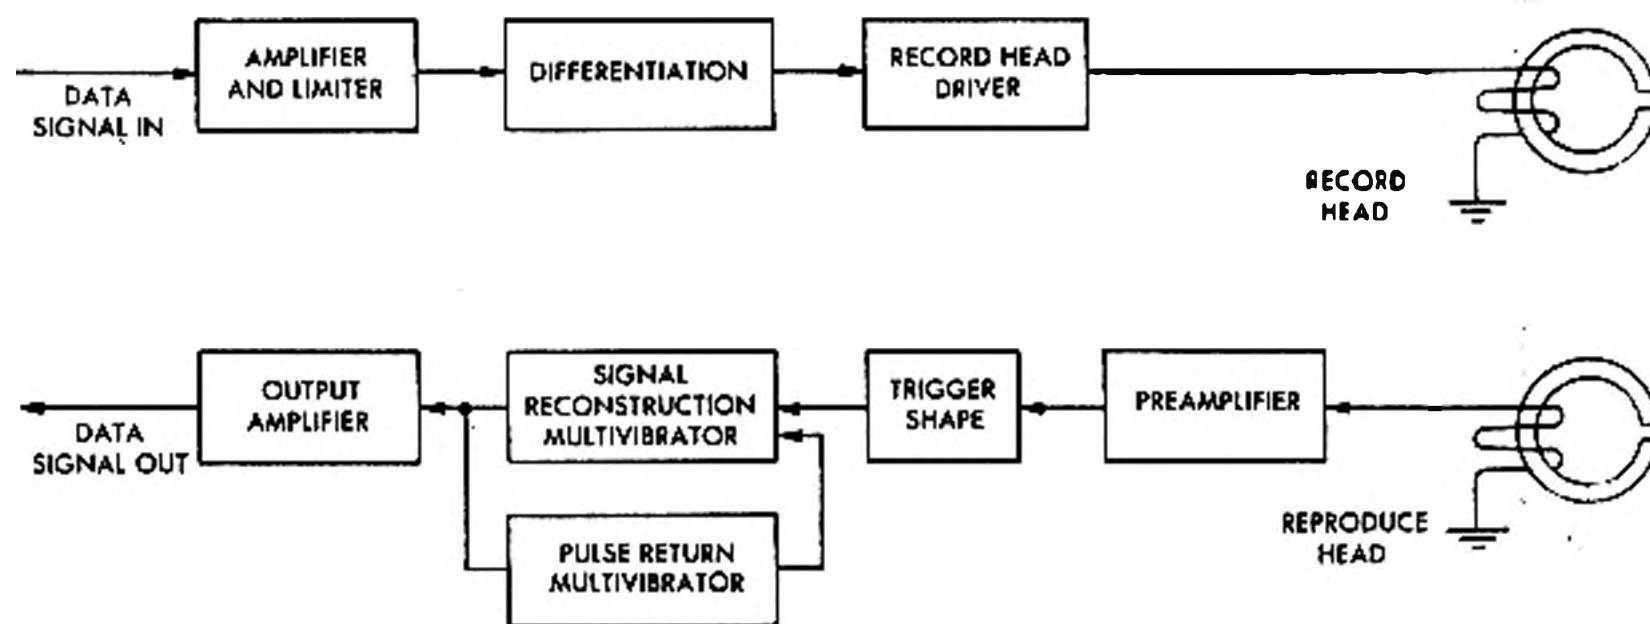 AMPLIFIER
AND LIMITER
DIFFERENTIATION
RECORD HEAD
DRIVER
DATA
SIGNAL IN
RECORD
HEAD
OUTPUT
AMPLIFIER
SIGNAL
RECONSTRUCTION
MULTIVIBRATOR
TRIGGER
SHAPE
PREAMPLIFIER
DATA
SIGNAL OUT
REPRODUCE
HEAD
PULSE RETURN
MULTIVIBRATOR